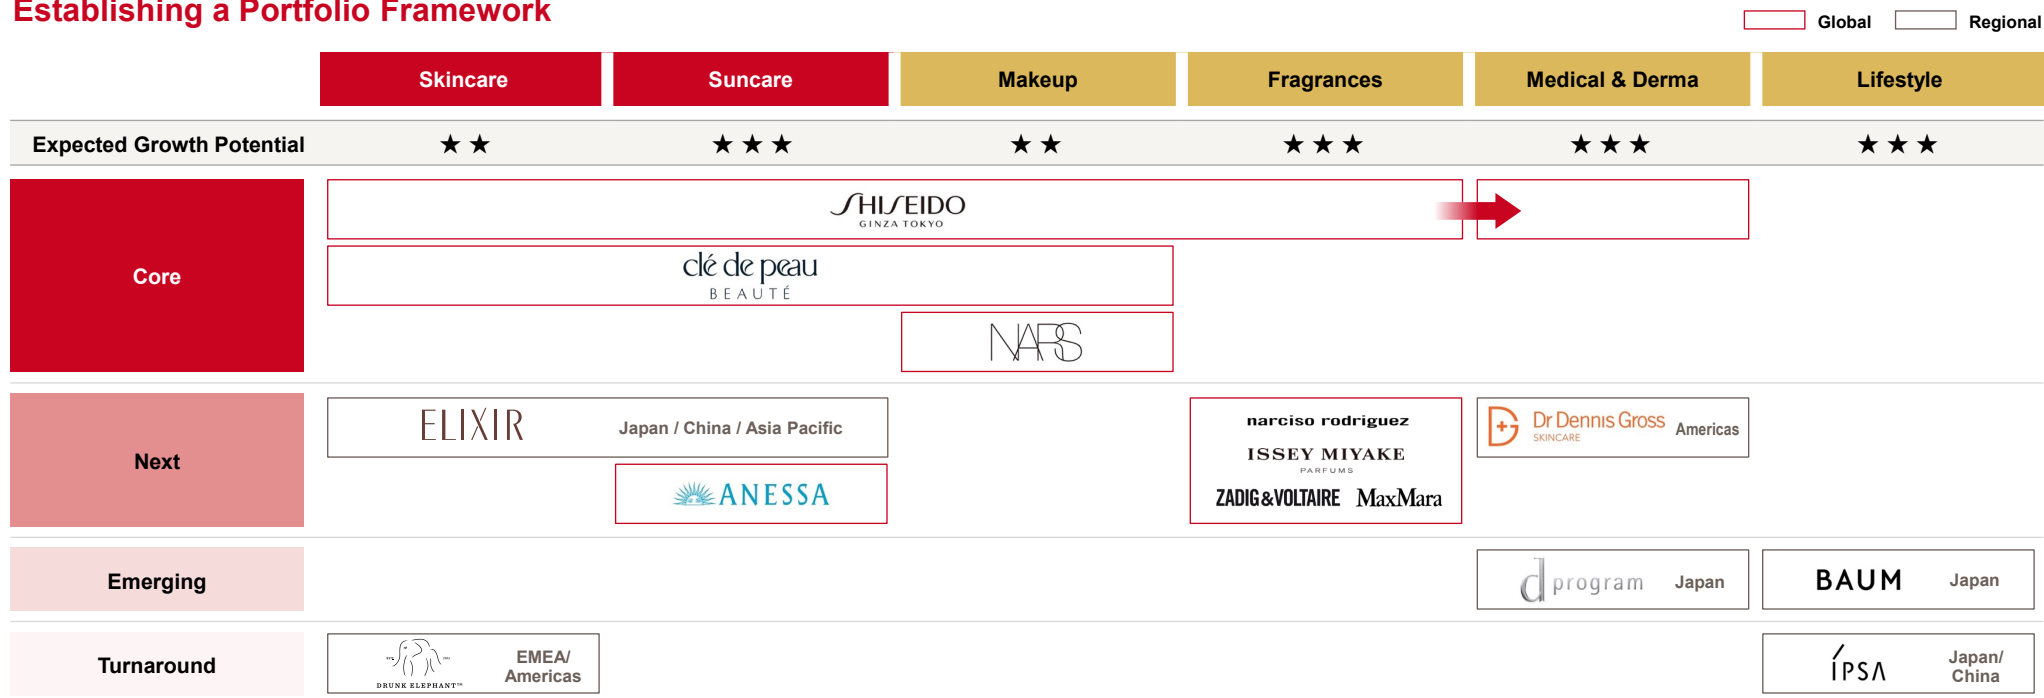 Establishing a Portfolio Framework
Global Regional
Skincare Suncare Makeup Fragrances Medical & Derma Lifestyle
Expected Growth Potential ★★ ★★★ ★★ ★★★ ★★★ ★★★
Core
SHISEIDO
GINZA TOKYO
clé de peau
BEAUTÉ
NARS
Next
ELIXIR Japan / China / Asia Pacific
ANESSA
narciso rodriguez
ISSEY MIYAKE
PARFUMS
ZADIG&VOLTAIRE MaxMara
Dr Dennis Gross
SKINCARE
Americas
Emerging
d program Japan
BAUM Japan
Turnaround
DRUNK ELEPHANT™
EMEA/
Americas
IPSA
Japan/
China